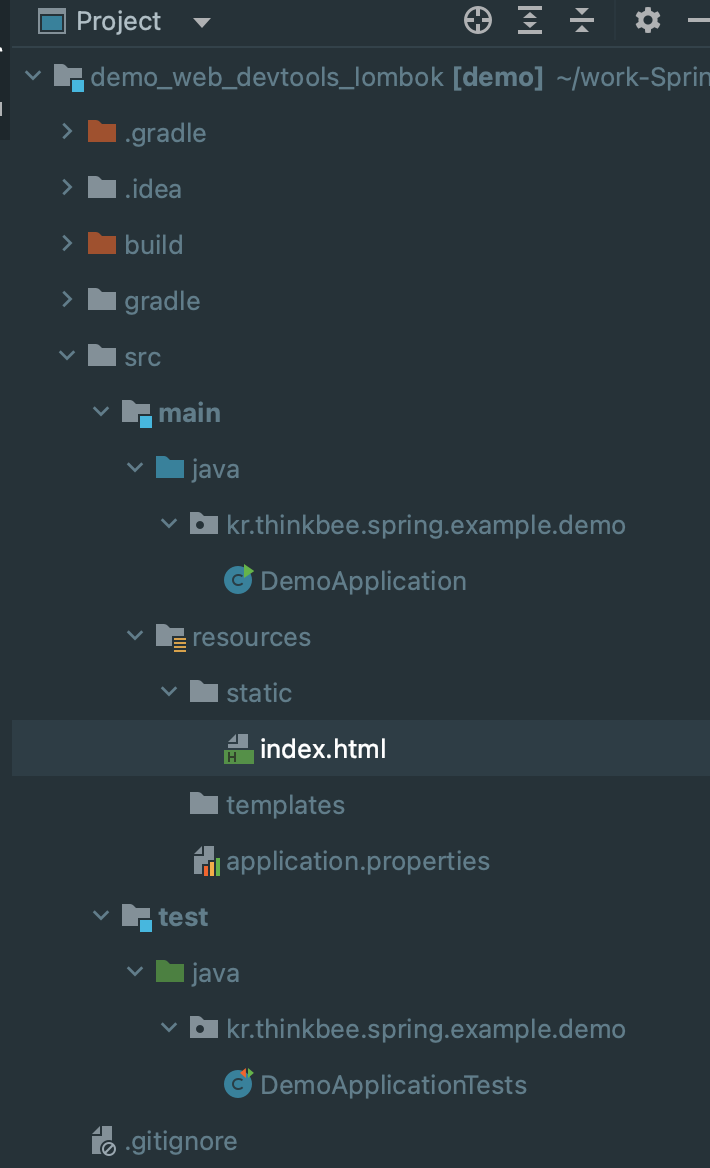 Project
demo_web_devtools_lombok [demo] ~/work-Sprin
.gradle
.idea
build
gradle
src
main
java
kr.thinkbee.spring.example.demo
DemoApplication
resources
static
index.html
templates
application.properties
test
java
kr.thinkbee.spring.example.demo
DemoApplicationTests
.gitignore